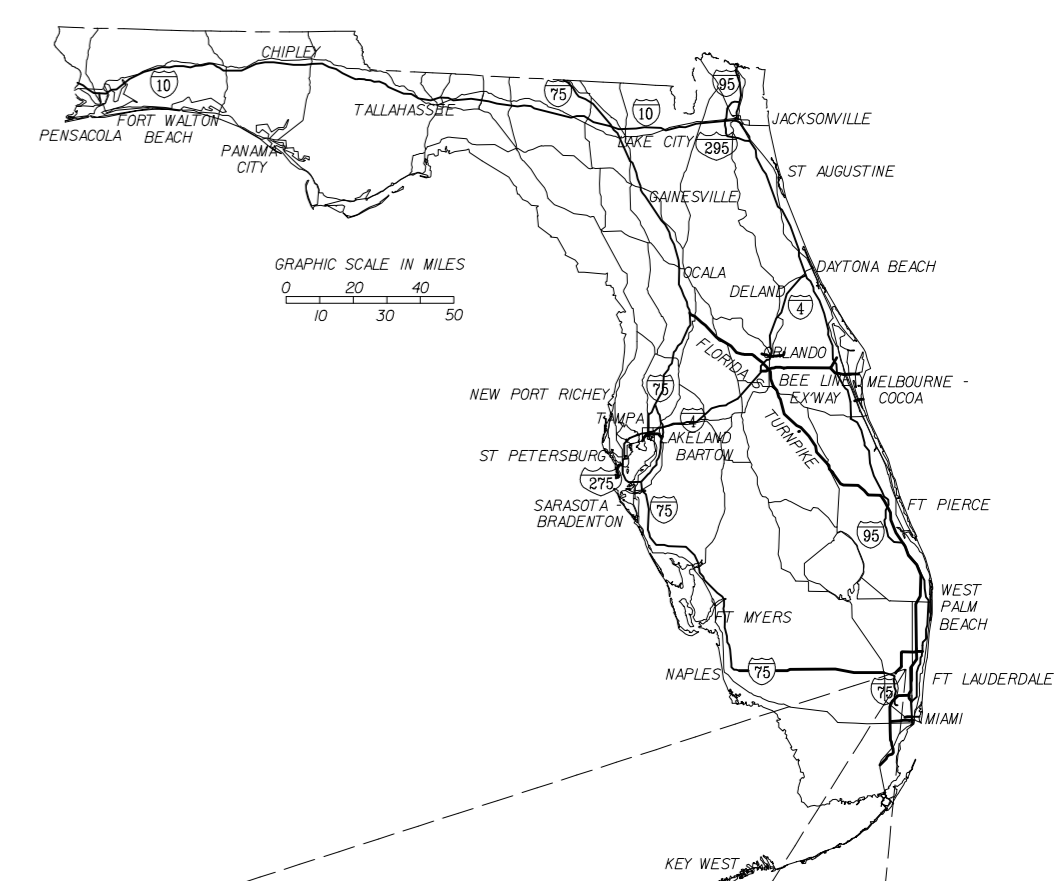 CHIPLEY
10
75
95
TALLAHASSEE
10
PENSACOLA
FORT WALTON
BEACH
JACKSONVILLE
LAKE CITY
295
PANAMA
CITY
ST AUGUSTINE
GAINESVILLE
GRAPHIC SCALE IN MILES
0 20 40
10 30 50
OCALA
DAYTONA BEACH
DELAND
4
FLORIDA'S
ORLANDO
NEW PORT RICHEY
75
BEE LINE
EX'WAY
MELBOURNE -
COCOA
TAMPA
4
TURNPIKE
LAKELAND
BARTOW
ST PETERSBURG
275
SARASOTA -
BRADENTON
75
FT PIERCE
95
WEST
PALM
BEACH
FT MYERS
NAPLES
75
75
FT LAUDERDALE
MIAMI
KEY WEST